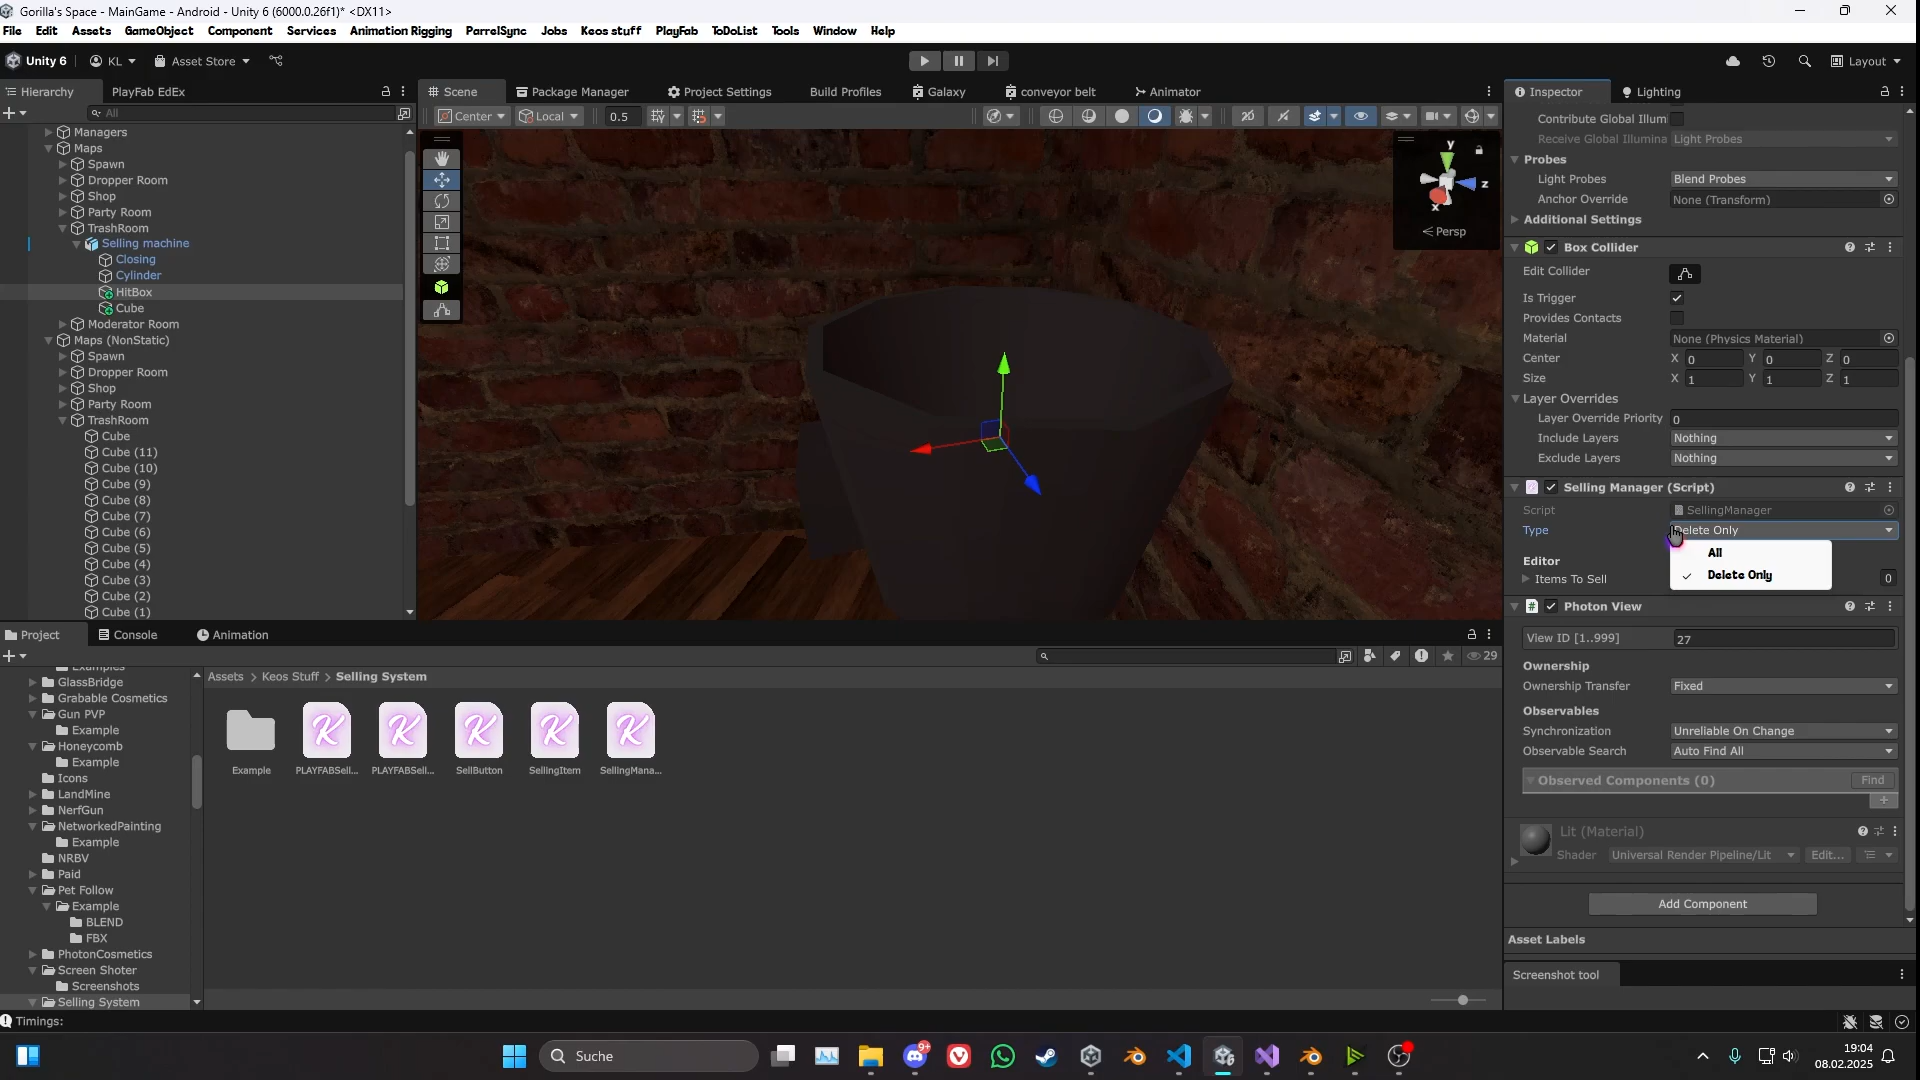 Gorilla's Space - MainGame - Android - Unity 6 (6000.0.26f1)* <DX11>
File Edit Assets GameObject Component Services Animation Rigging ParrelSync Jobs Keos stuff PlayFab ToDoList Tools Window Help
Unity 6 KL Asset Store Layout
Hierarchy PlayFab EdEx
All
Managers
Maps
Spawn
Dropper Room
Shop
Party Room
TrashRoom
Selling machine
Closing
Cylinder
HitBox
Cube
Moderator Room
Maps (NonStatic)
Spawn
Dropper Room
Shop
Party Room
TrashRoom
Cube
Cube (11)
Cube (10)
Cube (9)
Cube (8)
Cube (7)
Cube (6)
Cube (5)
Cube (4)
Cube (3)
Cube (2)
Cube (1)
Scene Package Manager Project Settings Build Profiles Galaxy conveyor belt Animator
Center Local 0.5
y
z
x
Persp
Inspector Lighting
Contribute Global Illum
Receive Global Illumina Light Probes
Probes
Light Probes Blend Probes
Anchor Override None (Transform)
Additional Settings
Box Collider
Edit Collider
Is Trigger
Provides Contacts
Material None (Physics Material)
Center X 0 Y 0 Z 0
Size X 1 Y 1 Z 1
Layer Overrides
Layer Override Priority 0
Include Layers Nothing
Exclude Layers Nothing
Selling Manager (Script)
Script SellingManager
Type Delete Only
All
Delete Only
Editor
Items To Sell 0
Photon View
View ID [1..999] 27
Ownership
Ownership Transfer Fixed
Observables
Synchronization Unreliable On Change
Observable Search Auto Find All
Observed Components (0) Find
Lit (Material)
Shader Universal Render Pipeline/Lit Edit...
Add Component
Asset Labels
Screenshot tool
Project Console Animation
29
Examples
GlassBridge
Grabable Cosmetics
Gun PVP
Example
Honeycomb
Example
Icons
LandMine
NerfGun
NetworkedPainting
Example
NRBV
Paid
Pet Follow
Example
BLEND
FBX
PhotonCosmetics
Screen Shoter
Screenshots
Selling System
Assets > Keos Stuff > Selling System
Example PLAYFABSell... PLAYFABSell... SellButton SellingItem SellingMana...
Timings:
Suche
9+
19:04
08.02.2025